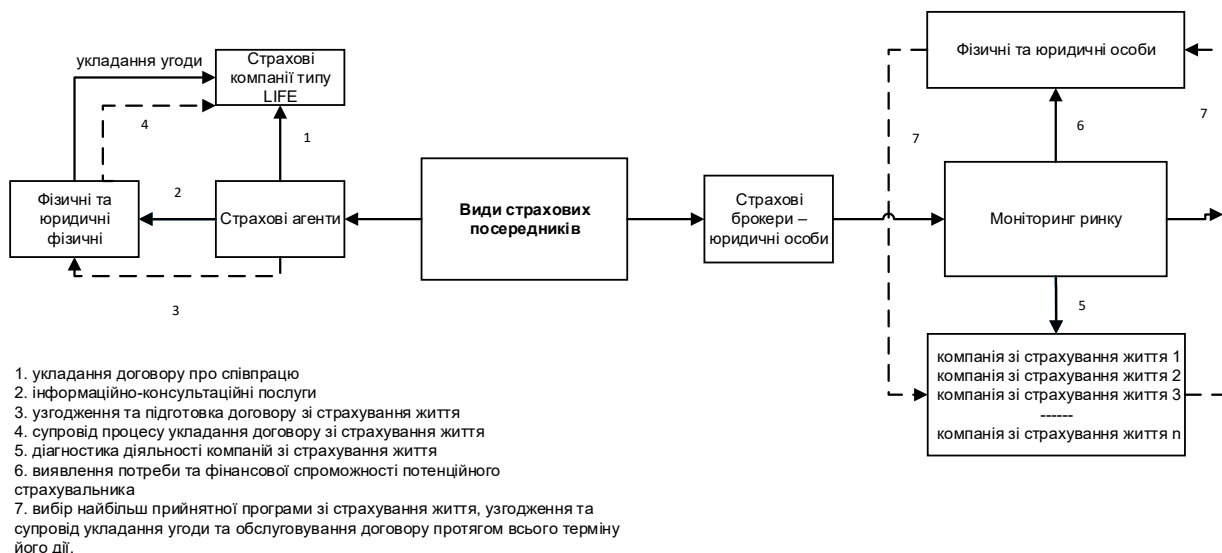 укладання угоди
Страхові
компанії типу
LIFE
4
1
Фізичні та
юридичні
фізичні
2
Страхові агенти
3
Види страхових
посередників
Страхові
брокери –
юридичні особи
Фізичні та юридичні особи
7
6
7
Моніторинг ринку
5
компанія зі страхування життя 1
компанія зі страхування життя 2
компанія зі страхування життя 3
------
компанія зі страхування життя n
1. укладання договору про співпрацю
2. інформаційно-консультаційні послуги
3. узгодження та підготовка договору зі страхування життя
4. супровід процесу укладання договору зі страхування життя
5. діагностика діяльності компаній зі страхування життя
6. виявлення потреби та фінансової спроможності потенційного
страхувальника
7. вибір найбільш прийнятної програми зі страхування життя, узгодження та
супровід укладання угоди та обслуговування договору протягом всього терміну
його дії.